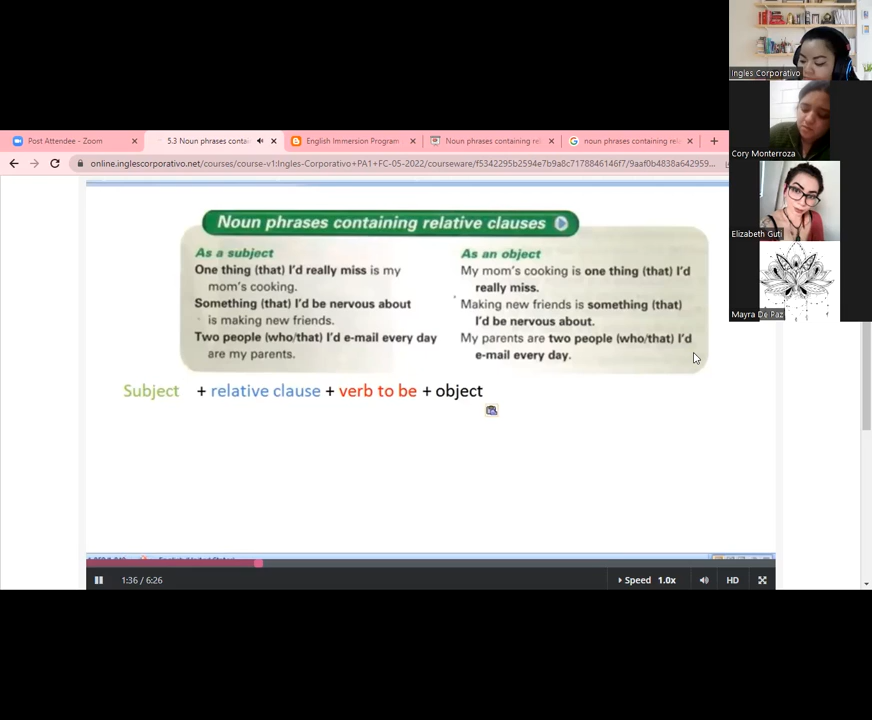 Post Attendee - Zoom
5.3 Noun phrases conta
English Immersion Program
Noun phrases containing rel
noun phrases containing rel
online.inglescorporativo.net/courses/course-v1:Ingles-Corporativo+PA1+FC-05-2022/courseware/f5342295b2594e7b9a8c7178846146f7/9aaf0b4838a642959...
Noun phrases containing relative clauses
As a subject
One thing (that) I'd really miss is my
mom's cooking.
Something (that) I'd be nervous about
is making new friends.
Two people (who/that) I'd e-mail every day
are my parents.
As an object
My mom's cooking is one thing (that) I'd
really miss.
Making new friends is something (that)
I'd be nervous about.
My parents are two people (who/that) I'd
e-mail every day.
Subject + relative clause + verb to be + object
1:36 / 6:26
Speed 1.0x
HD
Ingles Corporativo
Cory Monterroza
Elizabeth Guti
Mayra De Paz